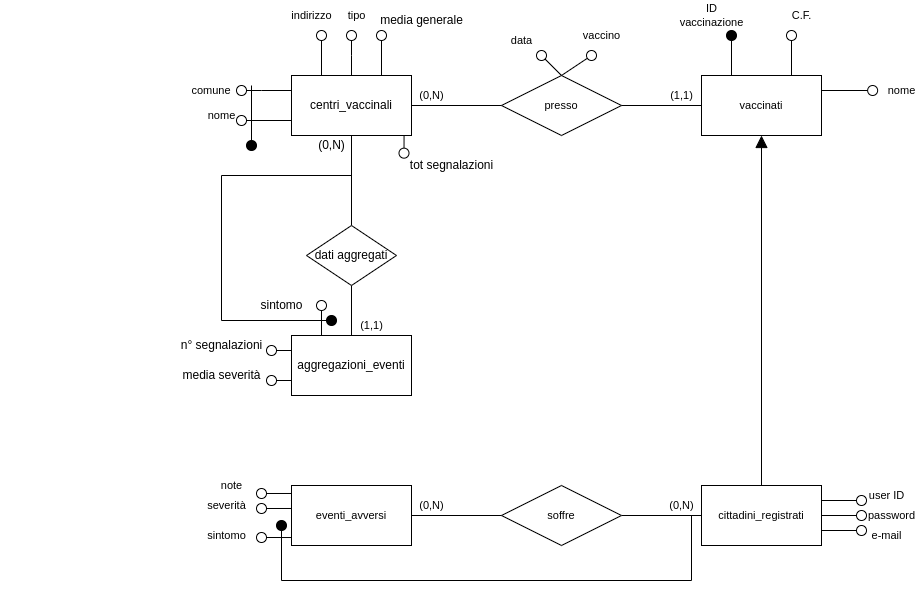 indirizzo
tipo
media generale
ID
vaccinazione
C.F.
data
vaccino
comune
nome
centri_vaccinali
(0,N)
presso
(1,1)
vaccinati
nome
(0,N)
tot segnalazioni
dati aggregati
sintomo
(1,1)
n° segnalazioni
media severità
aggregazioni_eventi
note
severità
sintomo
eventi_avversi
(0,N)
soffre
(0,N)
cittadini_registrati
user ID
password
e-mail